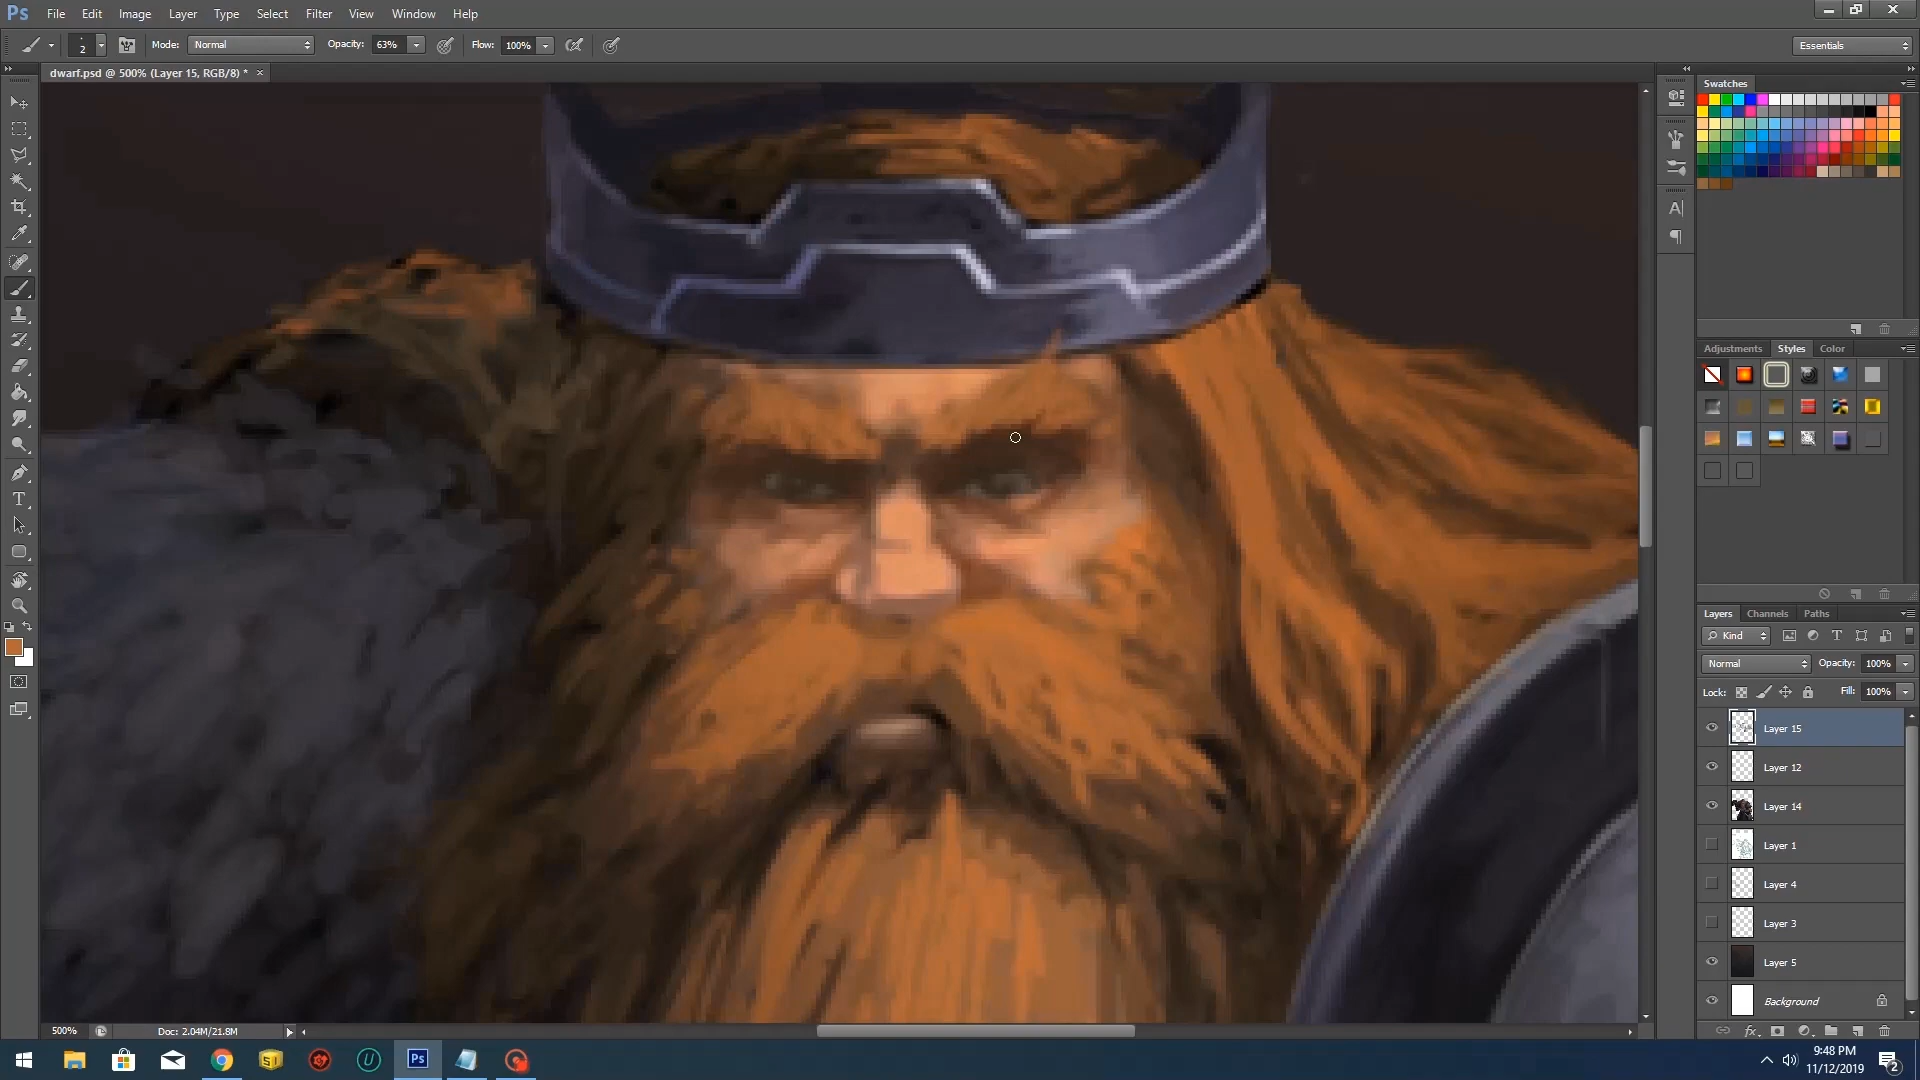 Ps File Edit Image Layer Type Select Filter 3D View Window Help
2 Mode: Normal Opacity: 63% Flow: 100% Essentials
dwarf.psd @ 500% (Layer 15, RGB/8) * ×
Swatches
Adjustments Styles Color
Layers Channels Paths
Kind
Normal Opacity: 100%
Lock: Fill: 100%
Layer 15
Layer 12
Layer 14
Layer 1
Layer 4
Layer 3
Layer 5
Background
500% Doc: 2.04M/21.8M
9:48 PM
11/12/2019
2